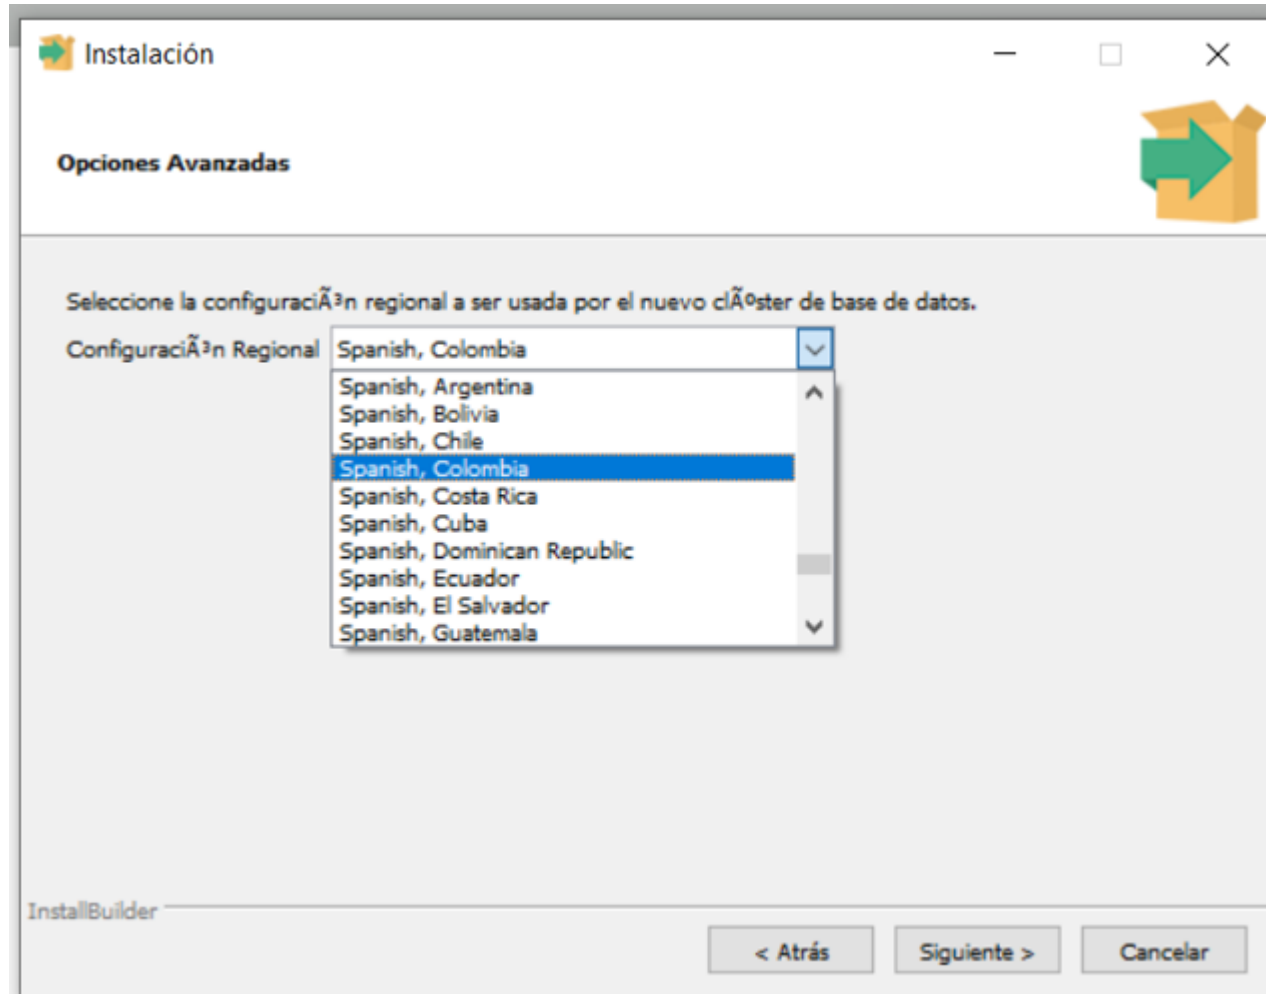 Instalación
Opciones Avanzadas
Seleccione la configuraciÃ³n regional a ser usada por el nuevo clÃºster de base de datos.
ConfiguraciÃ³n Regional Spanish, Colombia
Spanish, Argentina
Spanish, Bolivia
Spanish, Chile
Spanish, Colombia
Spanish, Costa Rica
Spanish, Cuba
Spanish, Dominican Republic
Spanish, Ecuador
Spanish, El Salvador
Spanish, Guatemala
InstallBuilder
< Atrás Siguiente > Cancelar